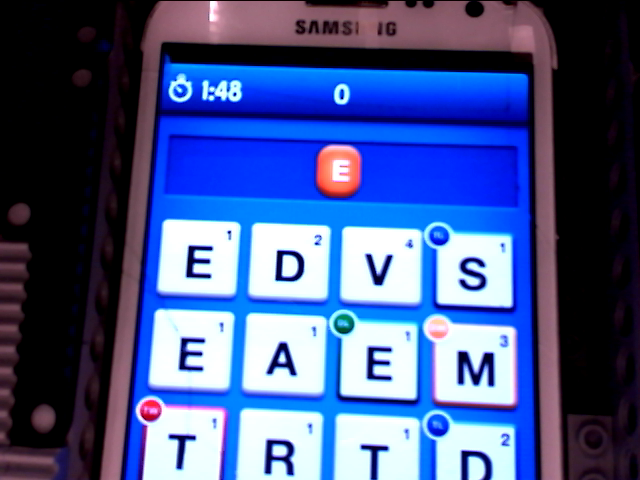 SAMSUNG
1:48 0
E
E 1 D 2 V 4 S 1
E 1 A 1 E 1 M 3
TW T 1 R 1 T 1 D 2